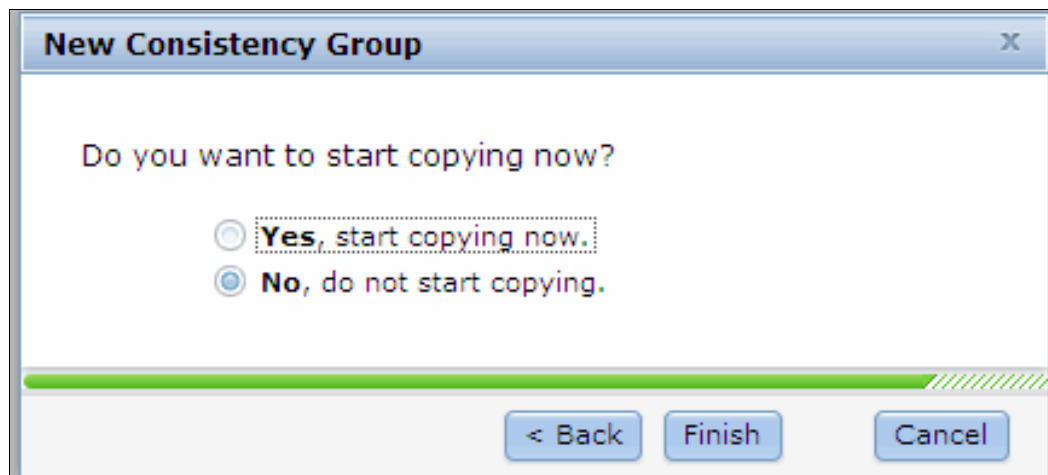 New Consistency Group x
Do you want to start copying now?
Yes, start copying now.
No, do not start copying.
< Back Finish Cancel